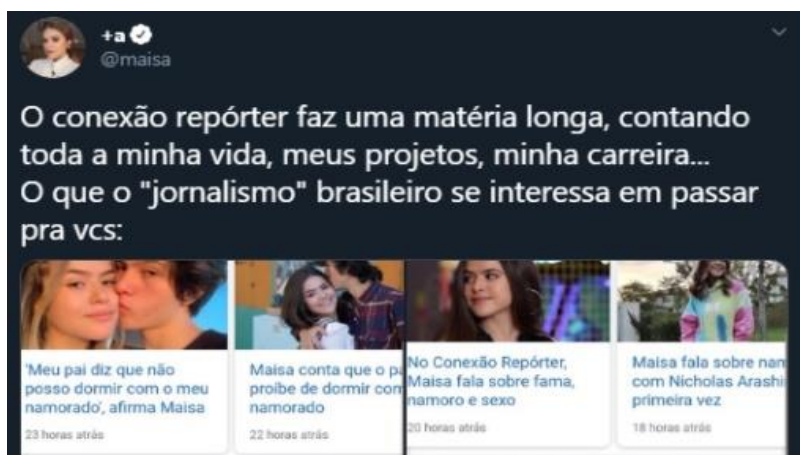 +a
@maisa
O conexão repórter faz uma matéria longa, contando
toda a minha vida, meus projetos, minha carreira...
O que o "jornalismo" brasileiro se interessa em passar
pra vcs:
'Meu pai diz que não
posso dormir com o meu
namorado', afirma Maisa
23 horas atrás
Maisa conta que o pa
proíbe de dormir con
namorado
22 horas atrás
No Conexão Repórter,
Maisa fala sobre fama,
namoro e sexo
20 horas atrás
Maisa fala sobre nam
com Nicholas Arashi
primeira vez
18 horas atrás